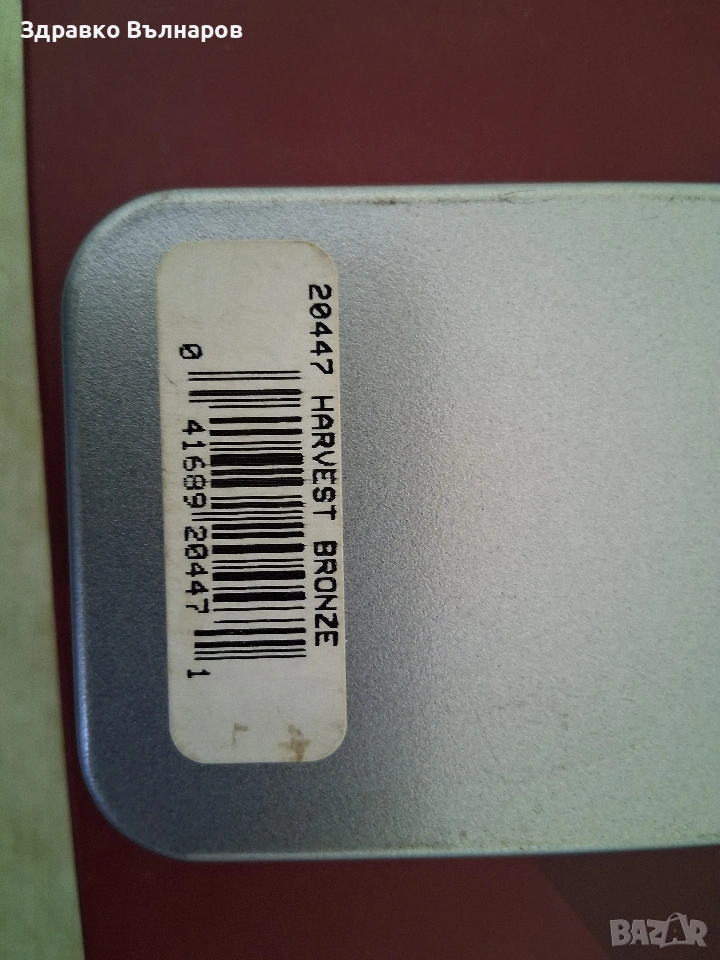 Здравко Вълнаров
20447 HARVEST BRONZE
0 41689 20447 1
BAZAR